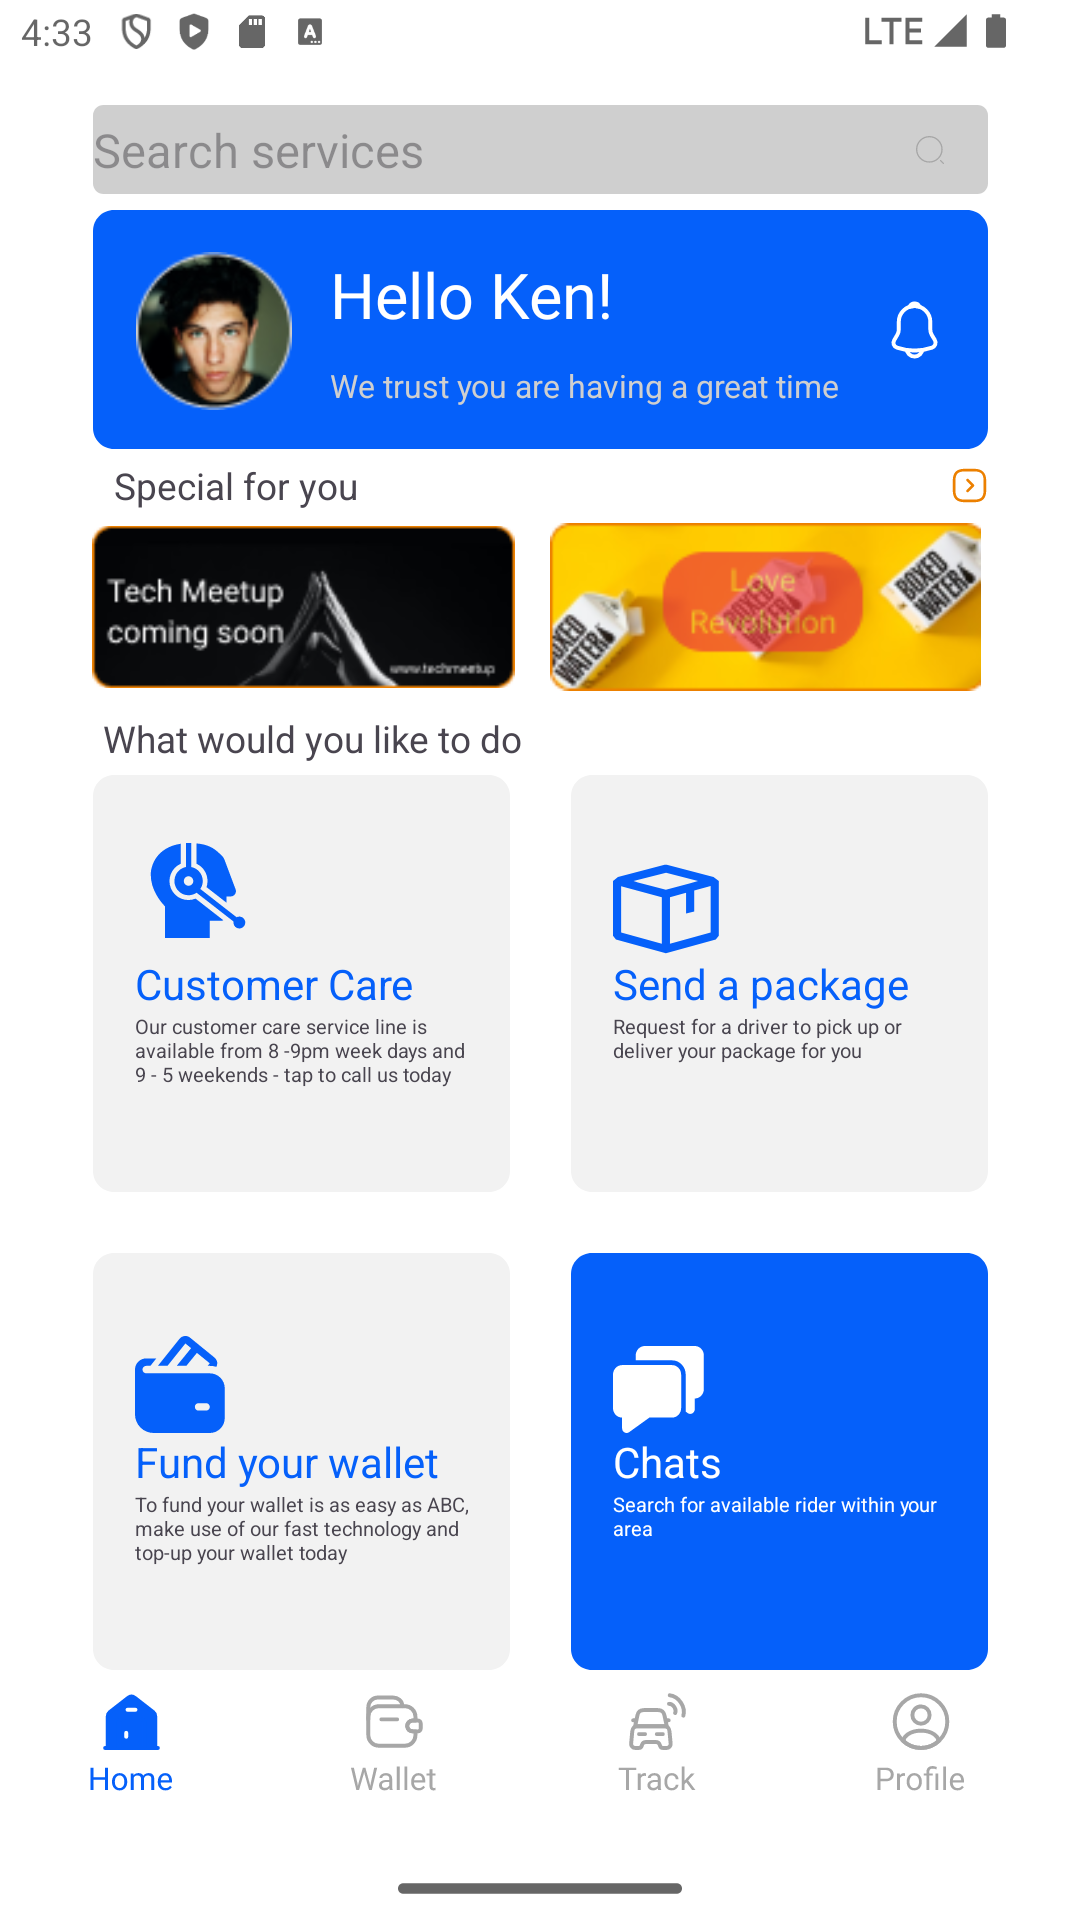 4:33
A
LTE
Search services
Hello Ken!
We trust you are having a great time
Special for you
Tech Meetup
coming soon
www.techmeetup
Love
Revolution
BOXED
WATER
BOXED
WATER
BOXED
WATER
What would you like to do
Customer Care
Our customer care service line is
available from 8 -9pm week days and
9 - 5 weekends - tap to call us today
Send a package
Request for a driver to pick up or
deliver your package for you
Fund your wallet
To fund your wallet is as easy as ABC,
make use of our fast technology and
top-up your wallet today
Chats
Search for available rider within your
area
Home
Wallet
Track
Profile